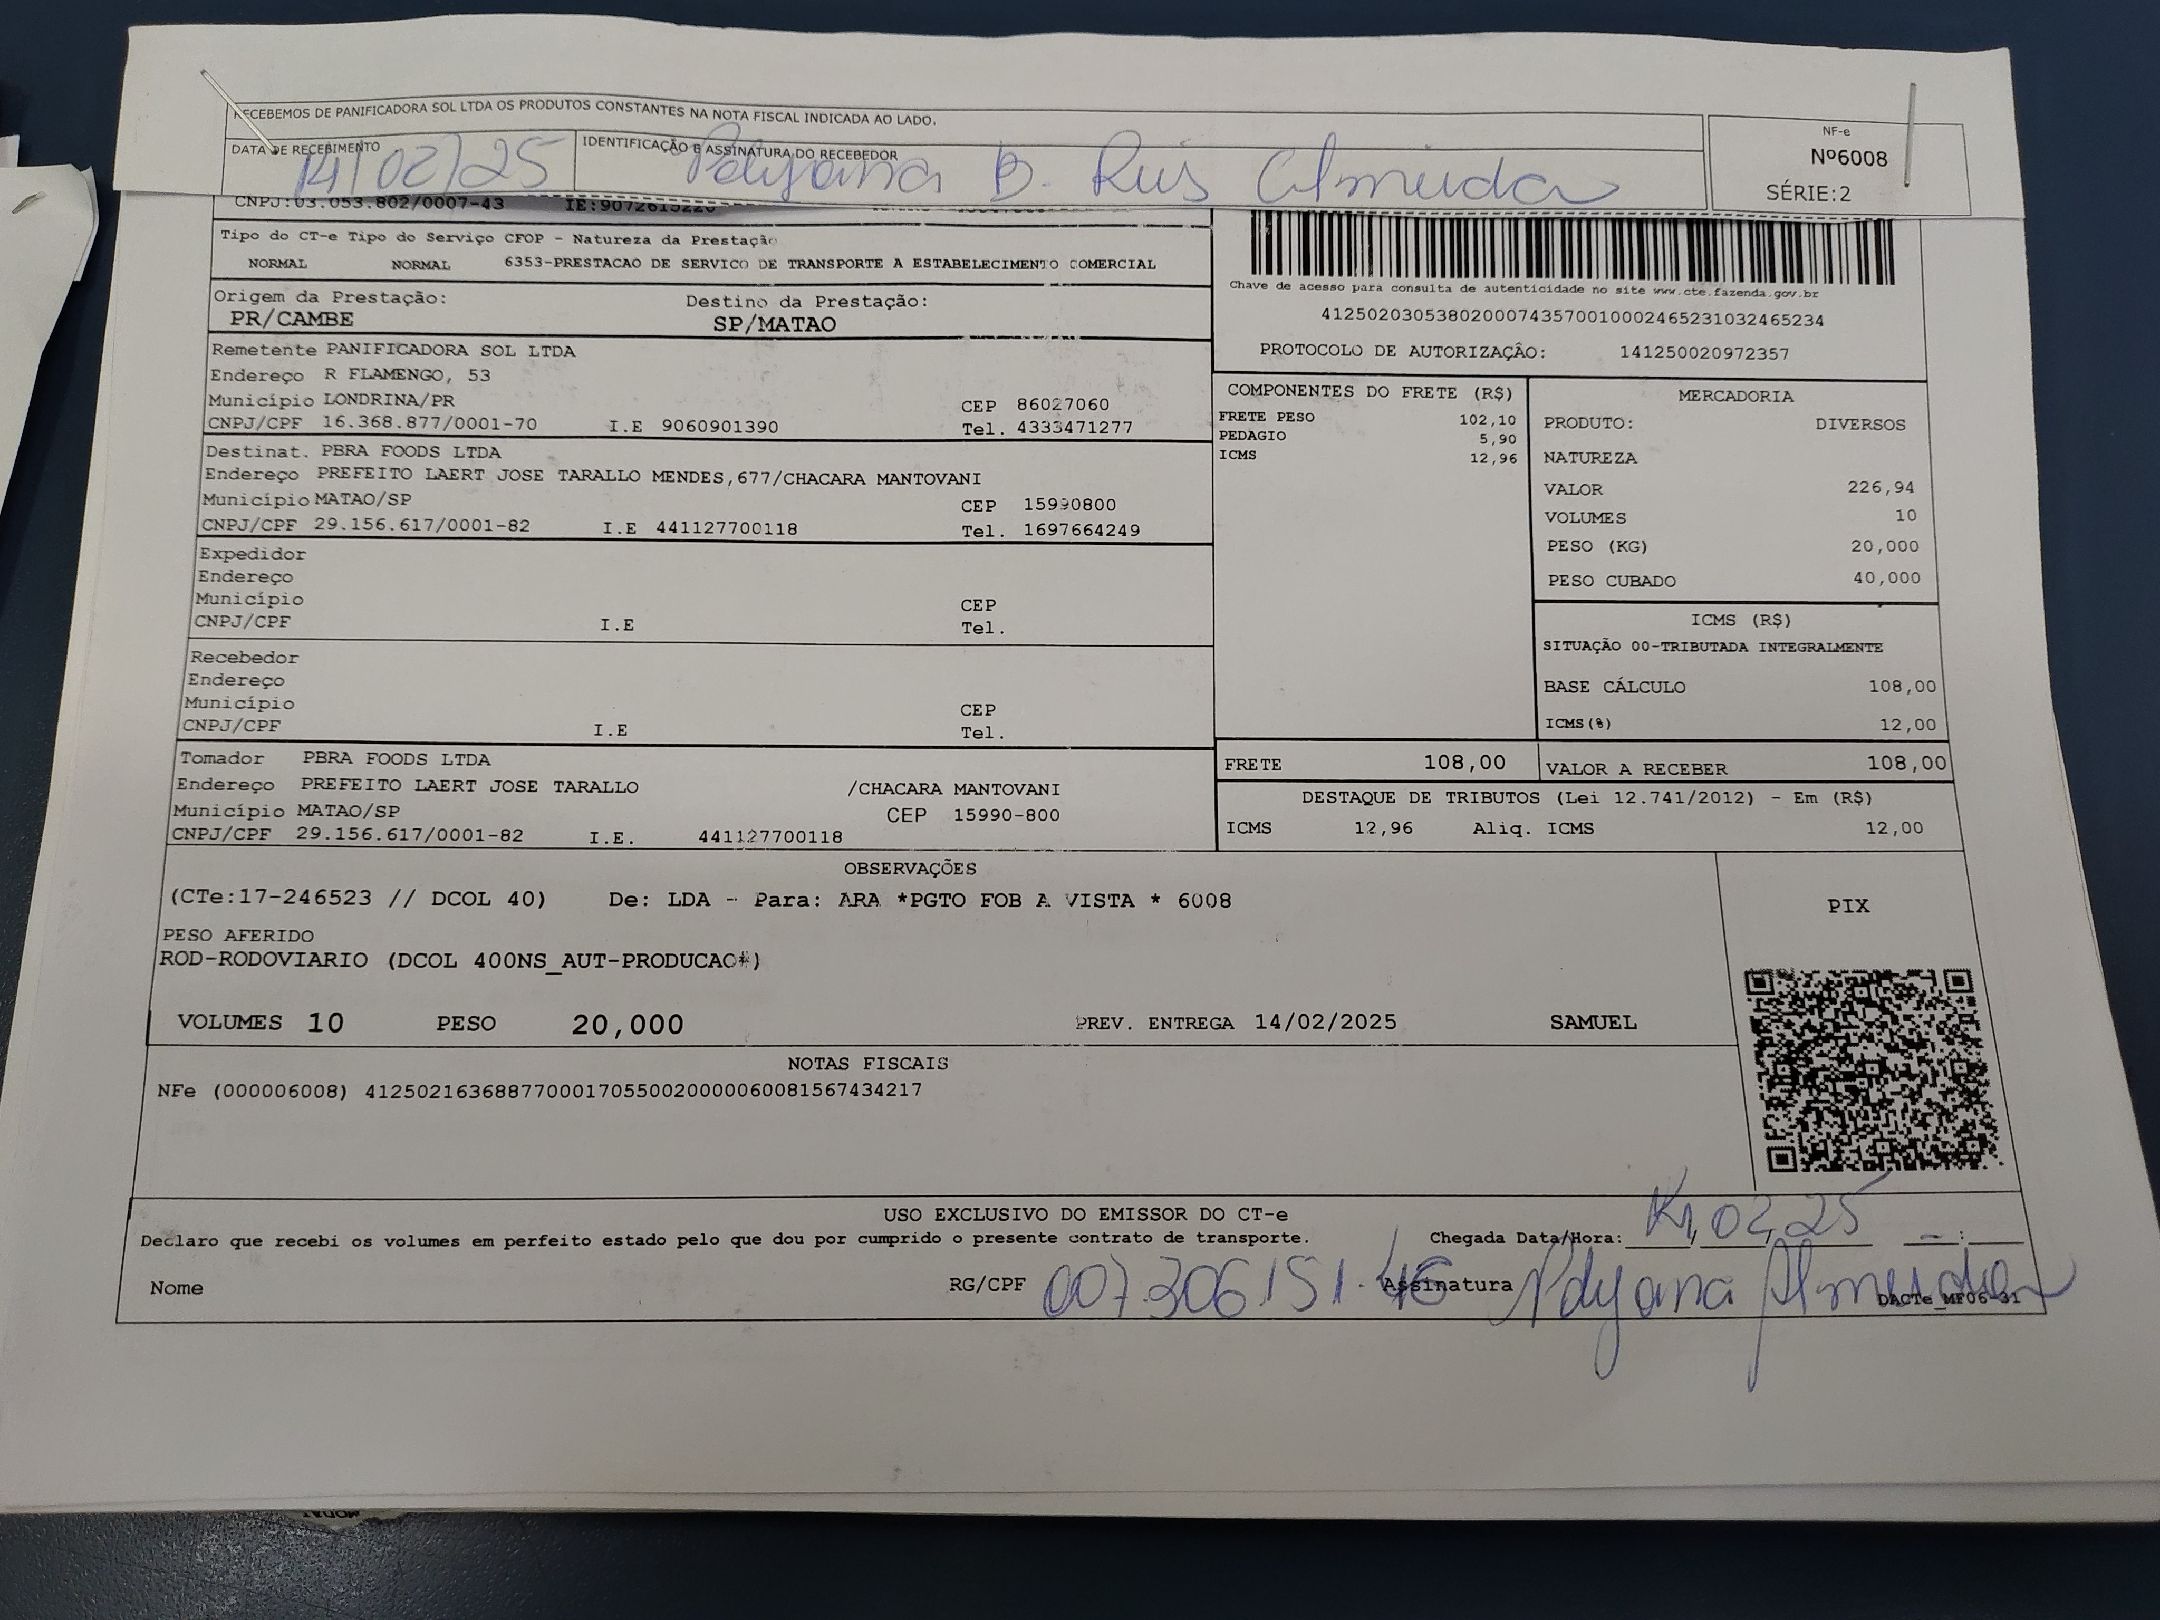 RECEBEMOS DE PANIFICADORA SOL LTDA OS PRODUTOS CONSTANTES NA NOTA FISCAL INDICADA AO LADO.
DATA DE RECEBIMENTO
14/02/25
IDENTIFICAÇÃO E ASSINATURA DO RECEBEDOR
Polyana B. Almeida
NF-e
Nº6008
SÉRIE:2
CNPJ:03.053.802/0007-43
Tipo do CT-e Tipo do Serviço CFOP - Natureza da Prestação
NORMAL NORMAL 6353-PRESTACAO DE SERVICO DE TRANSPORTE A ESTABELECIMENTO COMERCIAL
Origem da Prestação: Destino da Prestação:
PR/CAMBE SP/MATAO
Chave de acesso para consulta de autenticidade no site www.cte.fazenda.gov.br
41250203053802000743570010002465231032465234
PROTOCOLO DE AUTORIZAÇÃO: 141250020972357
Remetente PANIFICADORA SOL LTDA
Endereço R FLAMENGO, 53
Município LONDRINA/PR CEP 86027060
CNPJ/CPF 16.368.877/0001-70 I.E 9060901390 Tel. 4333471277
Destinat. PBRA FOODS LTDA
Endereço PREFEITO LAERT JOSE TARALLO MENDES,677/CHACARA MANTOVANI
Município MATAO/SP CEP 15990800
CNPJ/CPF 29.156.617/0001-82 I.E 441127700118 Tel. 1697664249
Expedidor
Endereço
Município CEP
CNPJ/CPF I.E Tel.
Recebedor
Endereço
Município CEP
CNPJ/CPF I.E Tel.
Tomador PBRA FOODS LTDA
Endereço PREFEITO LAERT JOSE TARALLO /CHACARA MANTOVANI
Município MATAO/SP CEP 15990-800
CNPJ/CPF 29.156.617/0001-82 I.E. 441127700118
COMPONENTES DO FRETE (R$)
FRETE PESO 102,10
PEDAGIO 5,90
ICMS 12,96
MERCADORIA
PRODUTO: DIVERSOS
NATUREZA
VALOR 226,94
VOLUMES 10
PESO (KG) 20,000
PESO CUBADO 40,000
ICMS (R$)
SITUAÇÃO 00-TRIBUTADA INTEGRALMENTE
BASE CÁLCULO 108,00
ICMS(%) 12,00
FRETE 108,00 VALOR A RECEBER 108,00
DESTAQUE DE TRIBUTOS (Lei 12.741/2012) - Em (R$)
ICMS 12,96 Aliq. ICMS 12,00
OBSERVAÇÕES
(CTe:17-246523 // DCOL 40) De: LDA - Para: ARA *PGTO FOB A VISTA * 6008
PESO AFERIDO
ROD-RODOVIARIO (DCOL 400NS_AUT-PRODUCAO*)
VOLUMES 10 PESO 20,000 PREV. ENTREGA 14/02/2025 SAMUEL
PIX
NOTAS FISCAIS
NFe (000006008) 41250216368877000170550020000060081567434217
USO EXCLUSIVO DO EMISSOR DO CT-e
Declaro que recebi os volumes em perfeito estado pelo que dou por cumprido o presente contrato de transporte. Chegada Data/Hora: 14,02,25
Nome RG/CPF 007.306.151.46 Assinatura Polyana Almeida
DACTe_MF06-31